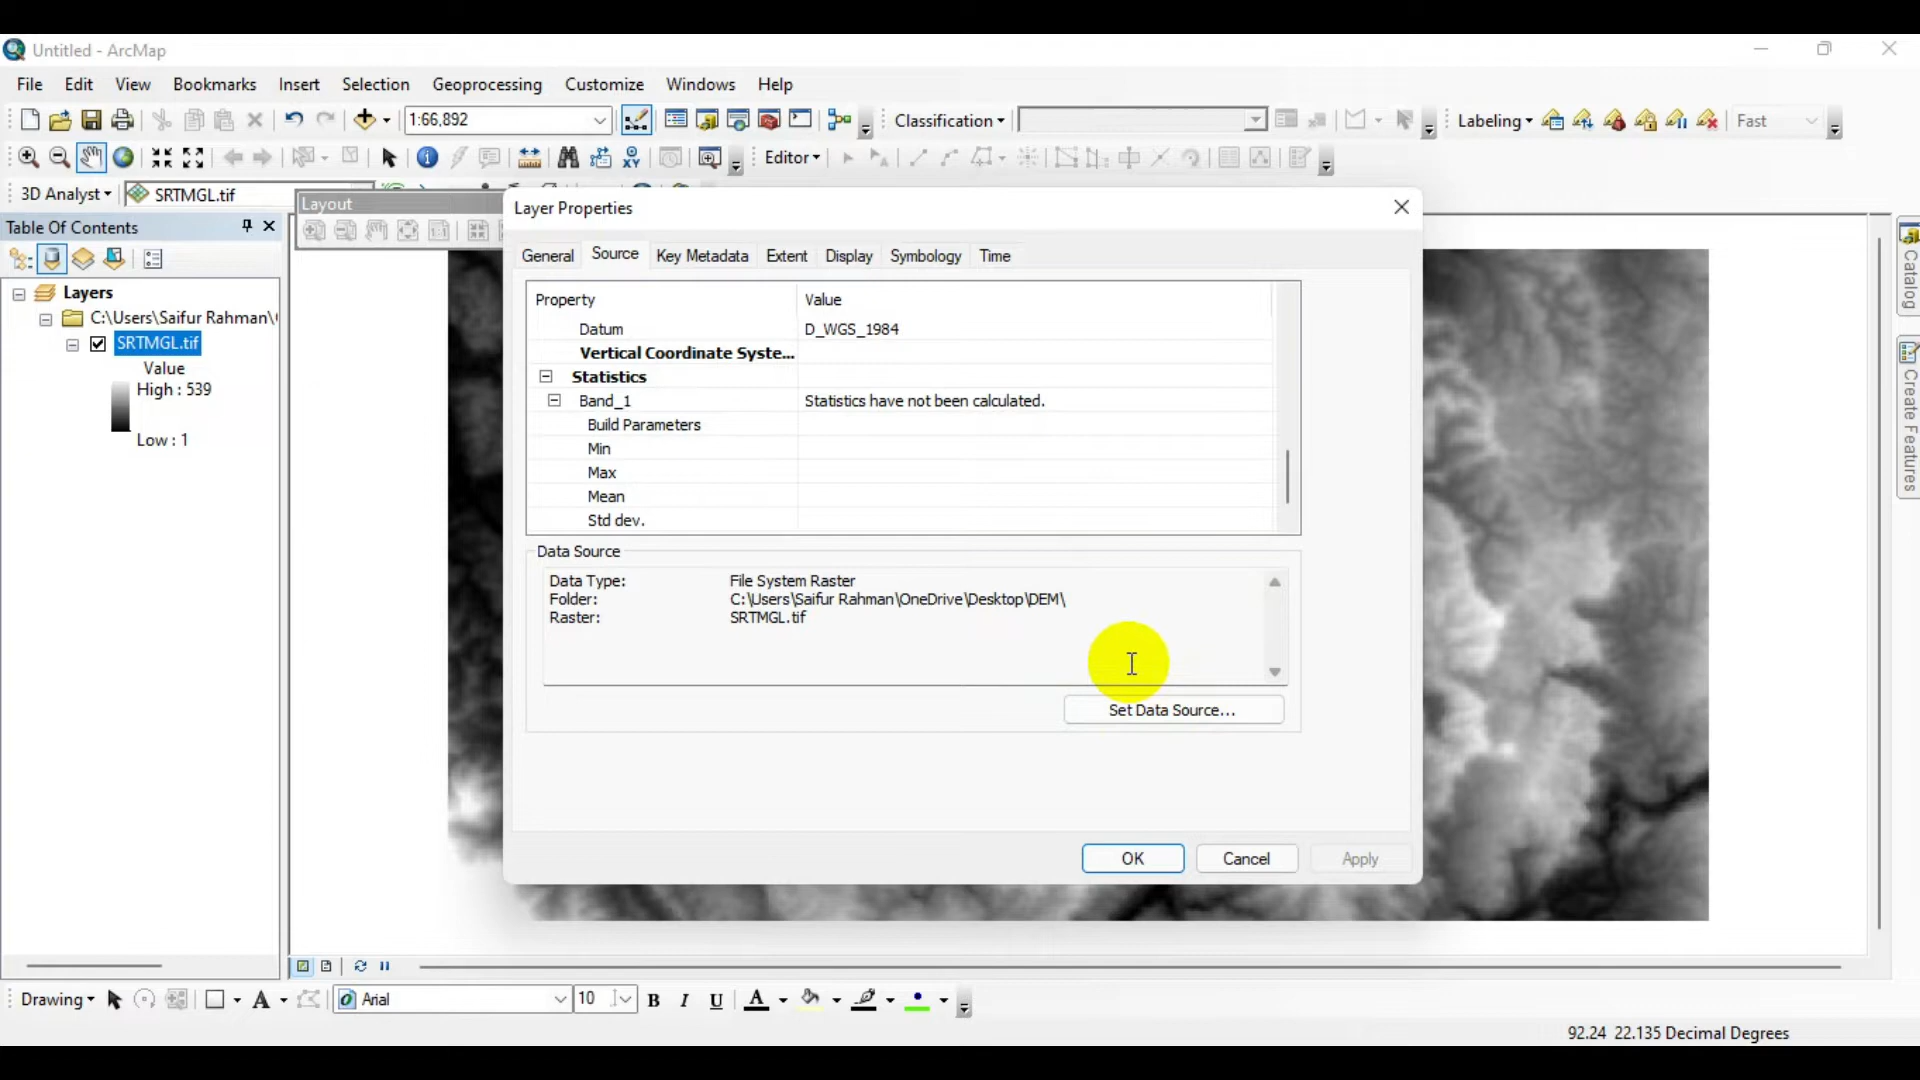 Untitled - ArcMap
File Edit View Bookmarks Insert Selection Geoprocessing Customize Windows Help
1:66,892 Classification Labeling Fast
XY Editor
3D Analyst SRTMGL.tif
Layout
Layer Properties
Table Of Contents
General Source Key Metadata Extent Display Symbology Time
Layers
C:\Users\Saifur Rahman\
SRTMGL.tif
Value
High : 539
Low : 1
Property Value
Datum D_WGS_1984
Vertical Coordinate Syste...
Statistics
Band_1 Statistics have not been calculated.
Build Parameters
Min
Max
Mean
Std dev.
Data Source
Data Type: File System Raster
Folder: C:\Users\Saifur Rahman\OneDrive\Desktop\DEM\
Raster: SRTMGL.tif
Set Data Source...
OK Cancel Apply
Catalog
Create Features
Drawing A Arial 10 B I U A
92.24 22.135 Decimal Degrees